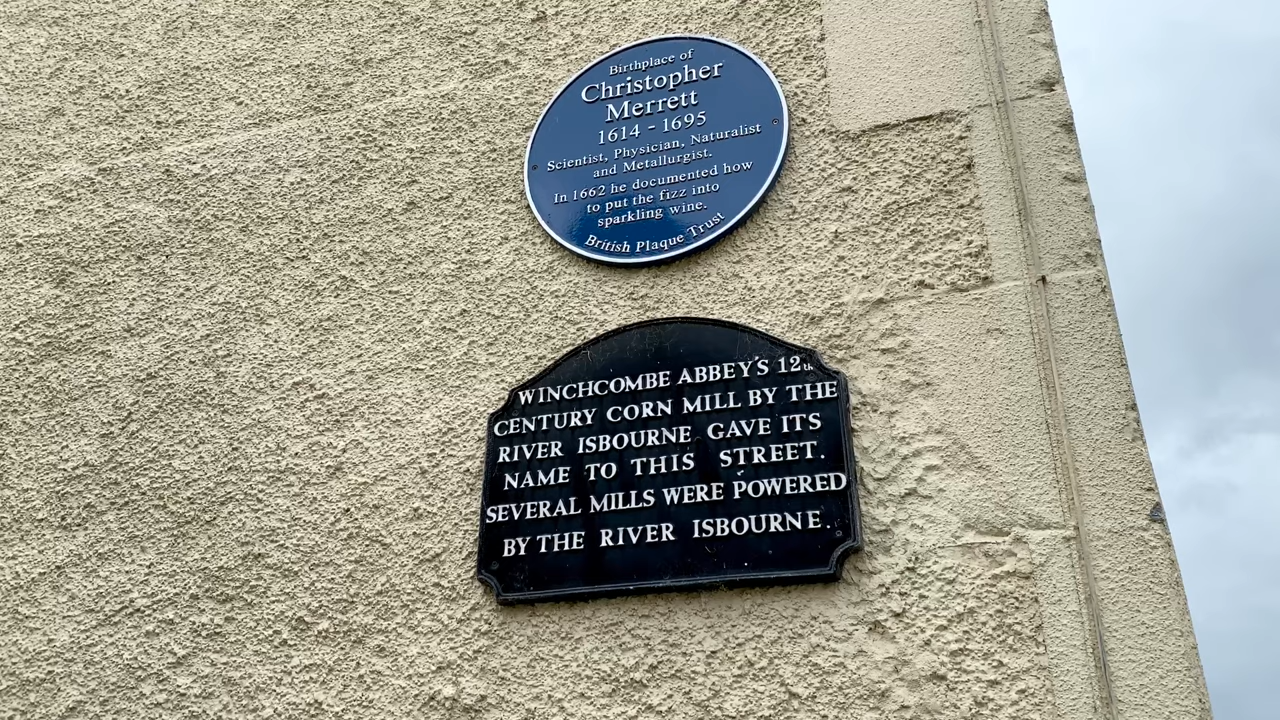 Birthplace of
Christopher
Merrett
1614 - 1695
Scientist, Physician, Naturalist
and Metallurgist.
In 1662 he documented how
to put the fizz into
sparkling wine.
British Plaque Trust
WINCHCOMBE ABBEY'S 12th
CENTURY CORN MILL BY THE
RIVER ISBOURNE GAVE ITS
NAME TO THIS STREET.
SEVERAL MILLS WERE POWERED
BY THE RIVER ISBOURNE.